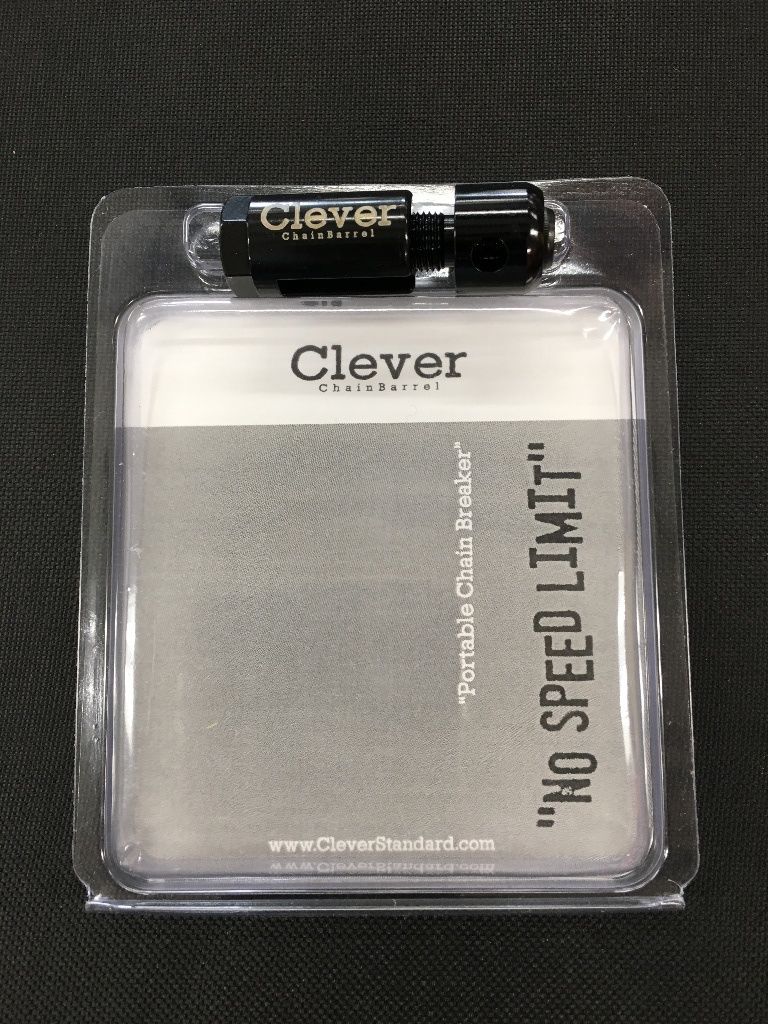 Clever
ChainBarrel
Clever
ChainBarrel
"Portable Chain Breaker"
"NO SPEED LIMIT"
www.CleverStandard.com